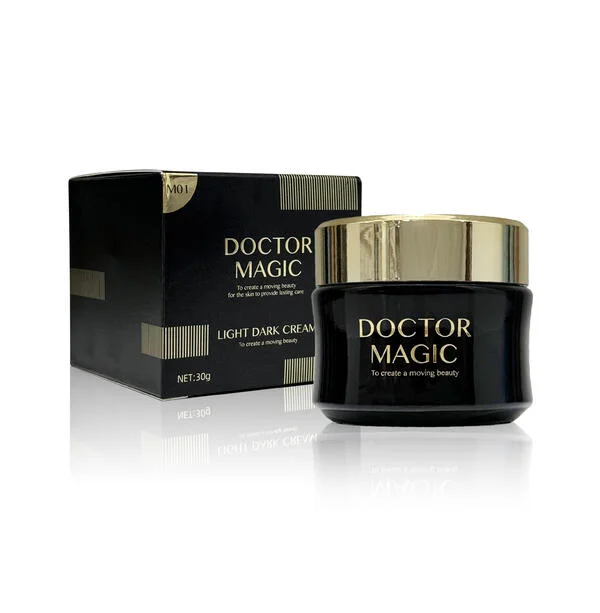 M01
DOCTOR
MAGIC
To create a moving beauty
for the skin to provide losting care
LIGHT DARK CREAM
To create a moving beauty
NET:30g
DOCTOR
MAGIC
To create a moving beauty